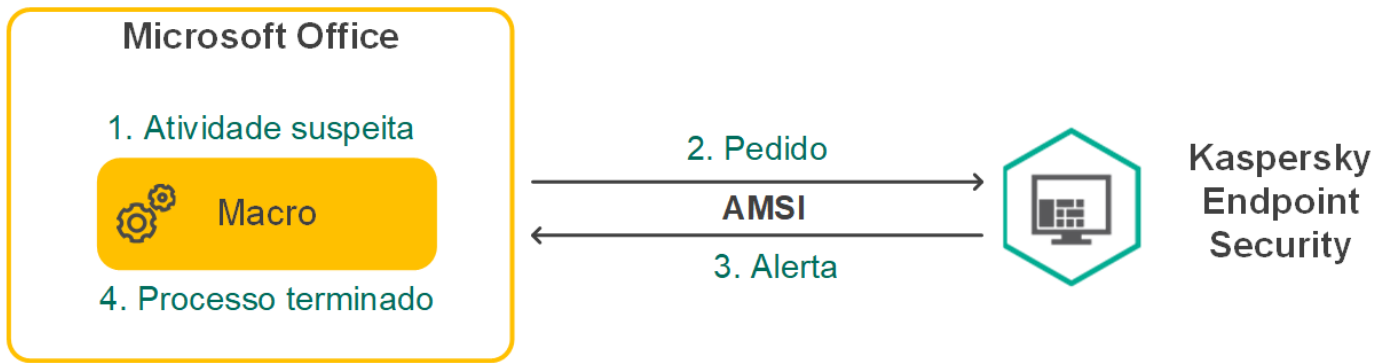 Microsoft Office
1. Atividade suspeita
Macro
4. Processo terminado
2. Pedido
AMSI
3. Alerta
Kaspersky
Endpoint
Security